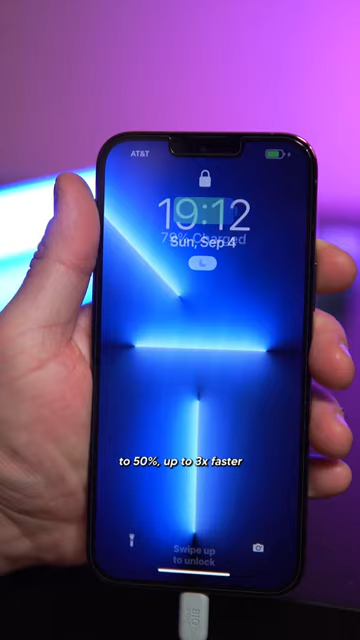 AT&T
19:12
79% Charged
Sun, Sep 4
to 50%, up to 3x faster
Swipe up
to unlock